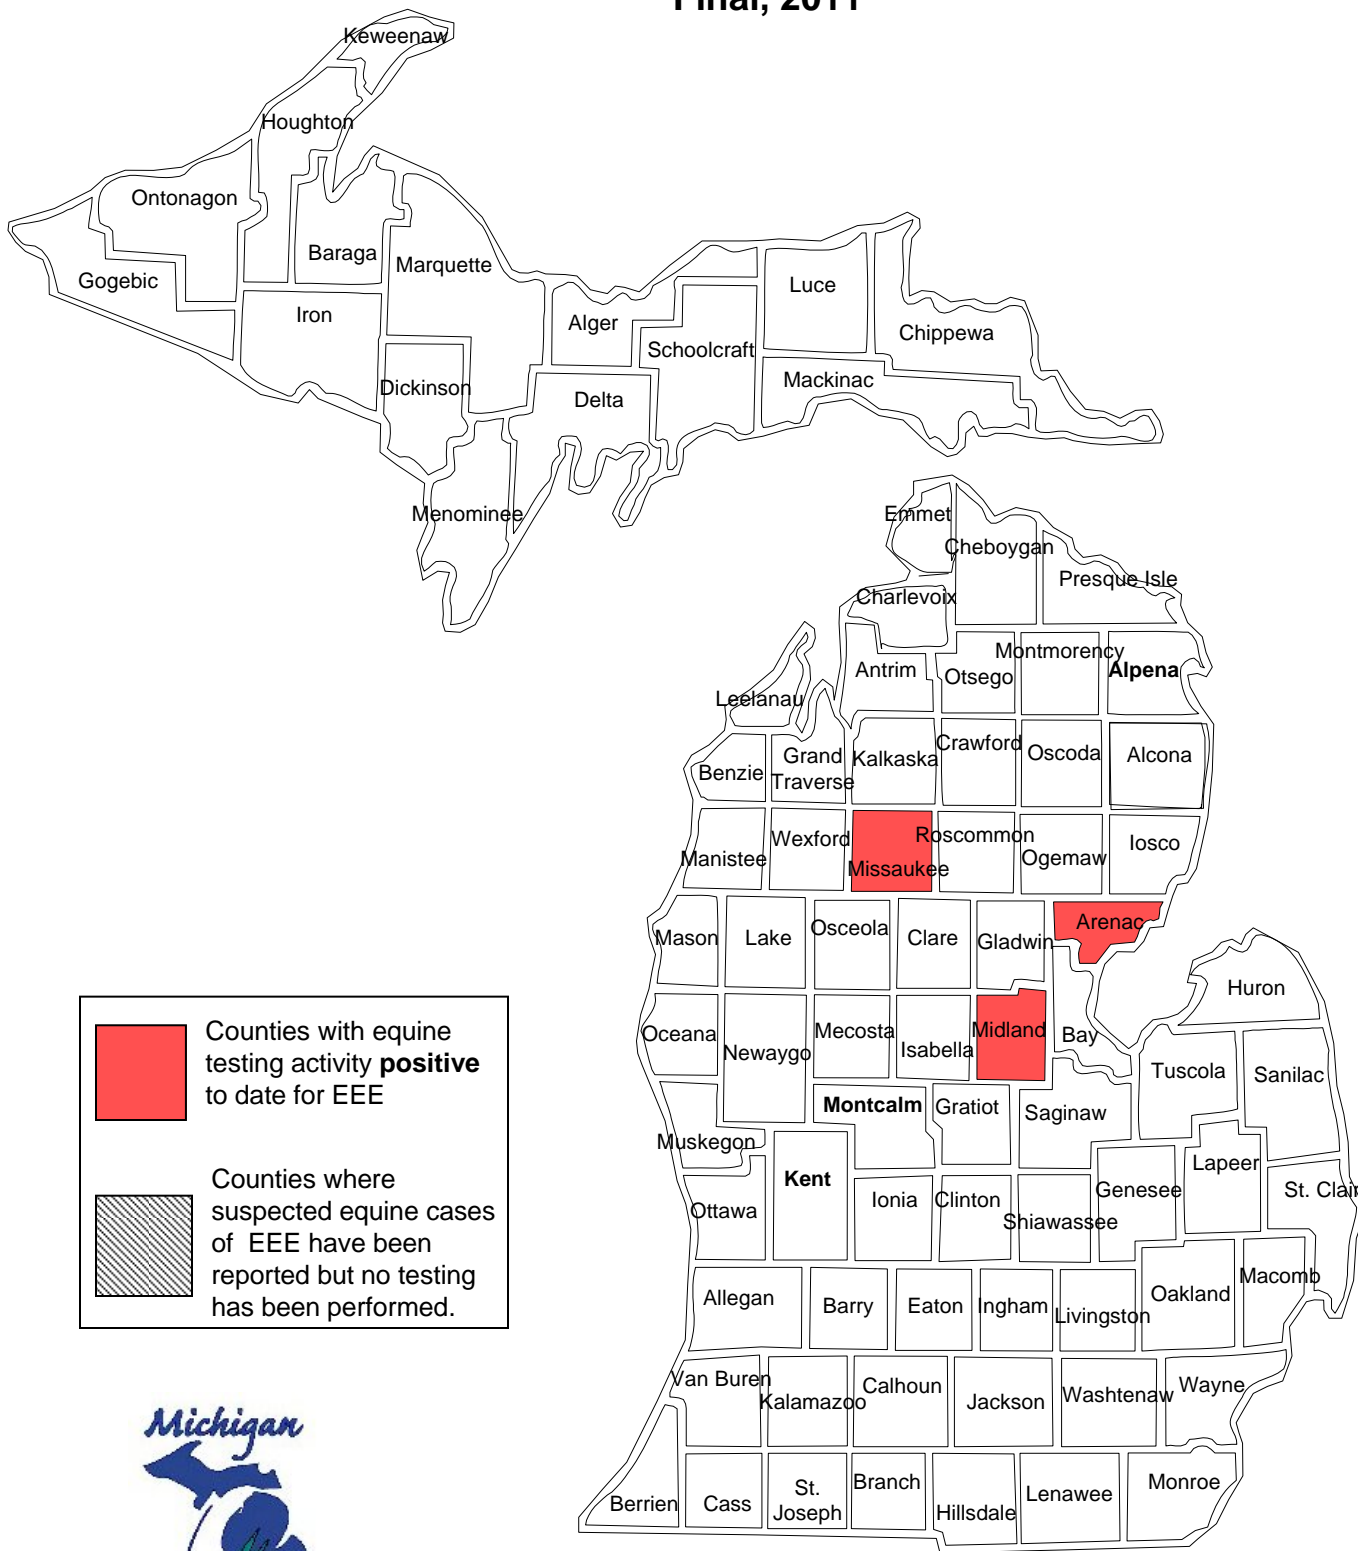 Final, 2011
Keweenaw
Houghton
Ontonagon
Baraga
Marquette
Gogebic
Iron
Luce
Alger
Chippewa
Schoolcraft
Dickinson
Mackinac
Delta
Menominee
Emmet
Cheboygan
Presque Isle
Charlevoix
Montmorency
Antrim
Otsego
Alpena
Leelanau
Crawford
Grand
Traverse
Kalkaska
Oscoda
Alcona
Benzie
Wexford
Roscommon
Iosco
Manistee
Missaukee
Ogemaw
Arenac
Mason
Lake
Osceola
Clare
Gladwin
Huron
Oceana
Newaygo
Mecosta
Isabella
Midland
Bay
Tuscola
Sanilac
Montcalm
Gratiot
Saginaw
Muskegon
Lapeer
Kent
Genesee
St. Clair
Ottawa
Ionia
Clinton
Shiawassee
Macomb
Oakland
Allegan
Barry
Eaton
Ingham
Livingston
Van Buren
Kalamazoo
Calhoun
Jackson
Washtenaw
Wayne
Berrien
Cass
St.
Joseph
Branch
Hillsdale
Lenawee
Monroe
Counties with equine
testing activity positive
to date for EEE
Counties where
suspected equine cases
of EEE have been
reported but no testing
has been performed.
Michigan